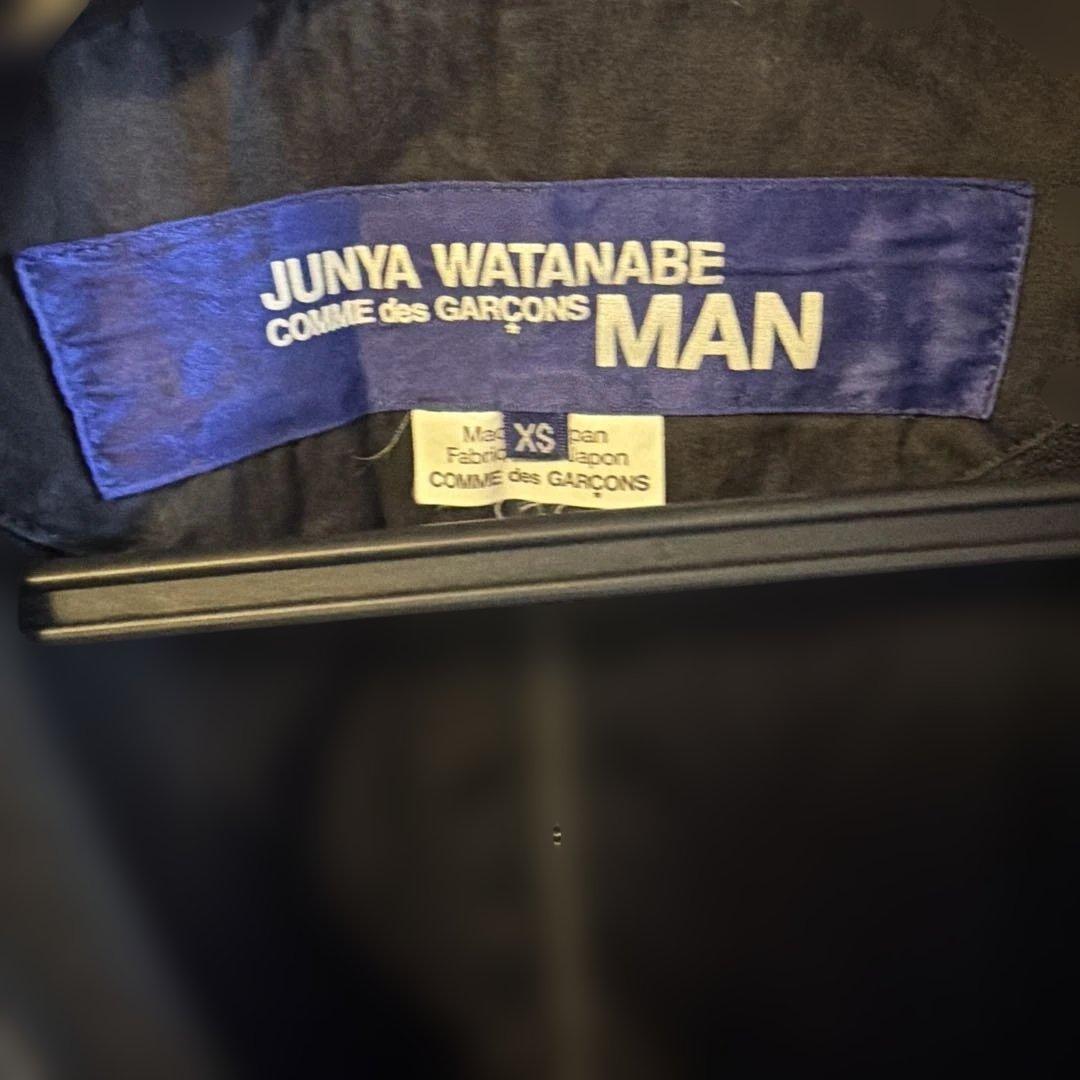 JUNYA WATANABE
COMME des GARÇONS MAN
XS
COMME des GARÇONS